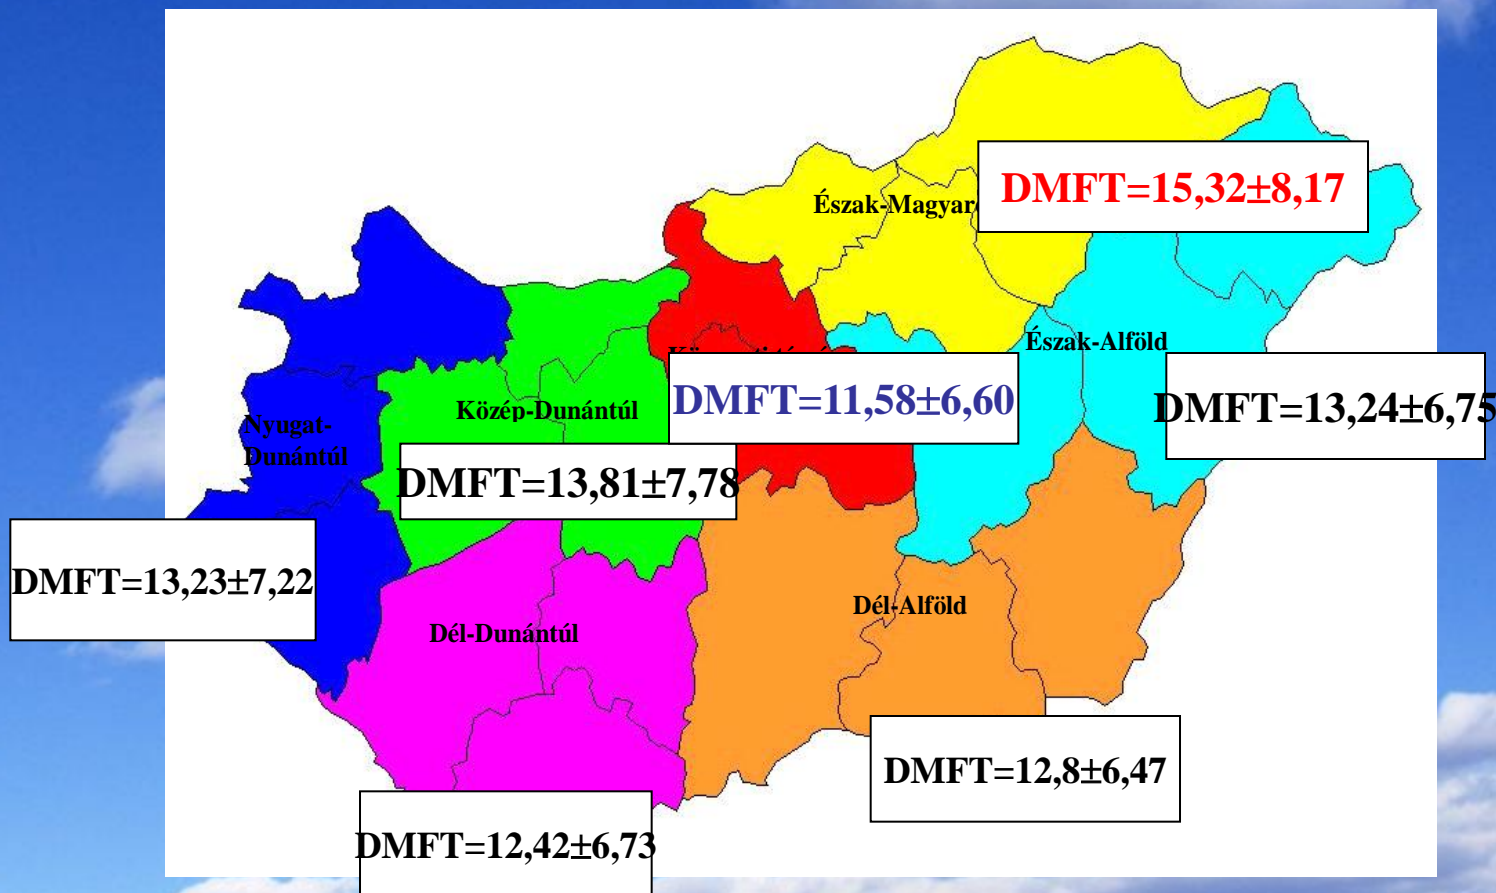 DMFT=15,32±8,17
Észak-Magyar
Észak-Alföld
DMFT=11,58±6,60
DMFT=13,24±6,75
Közép-Dunántúl
Nyugat-
Dunántúl
DMFT=13,81±7,78
DMFT=13,23±7,22
Dél-Alföld
Dél-Dunántúl
DMFT=12,8±6,47
DMFT=12,42±6,73